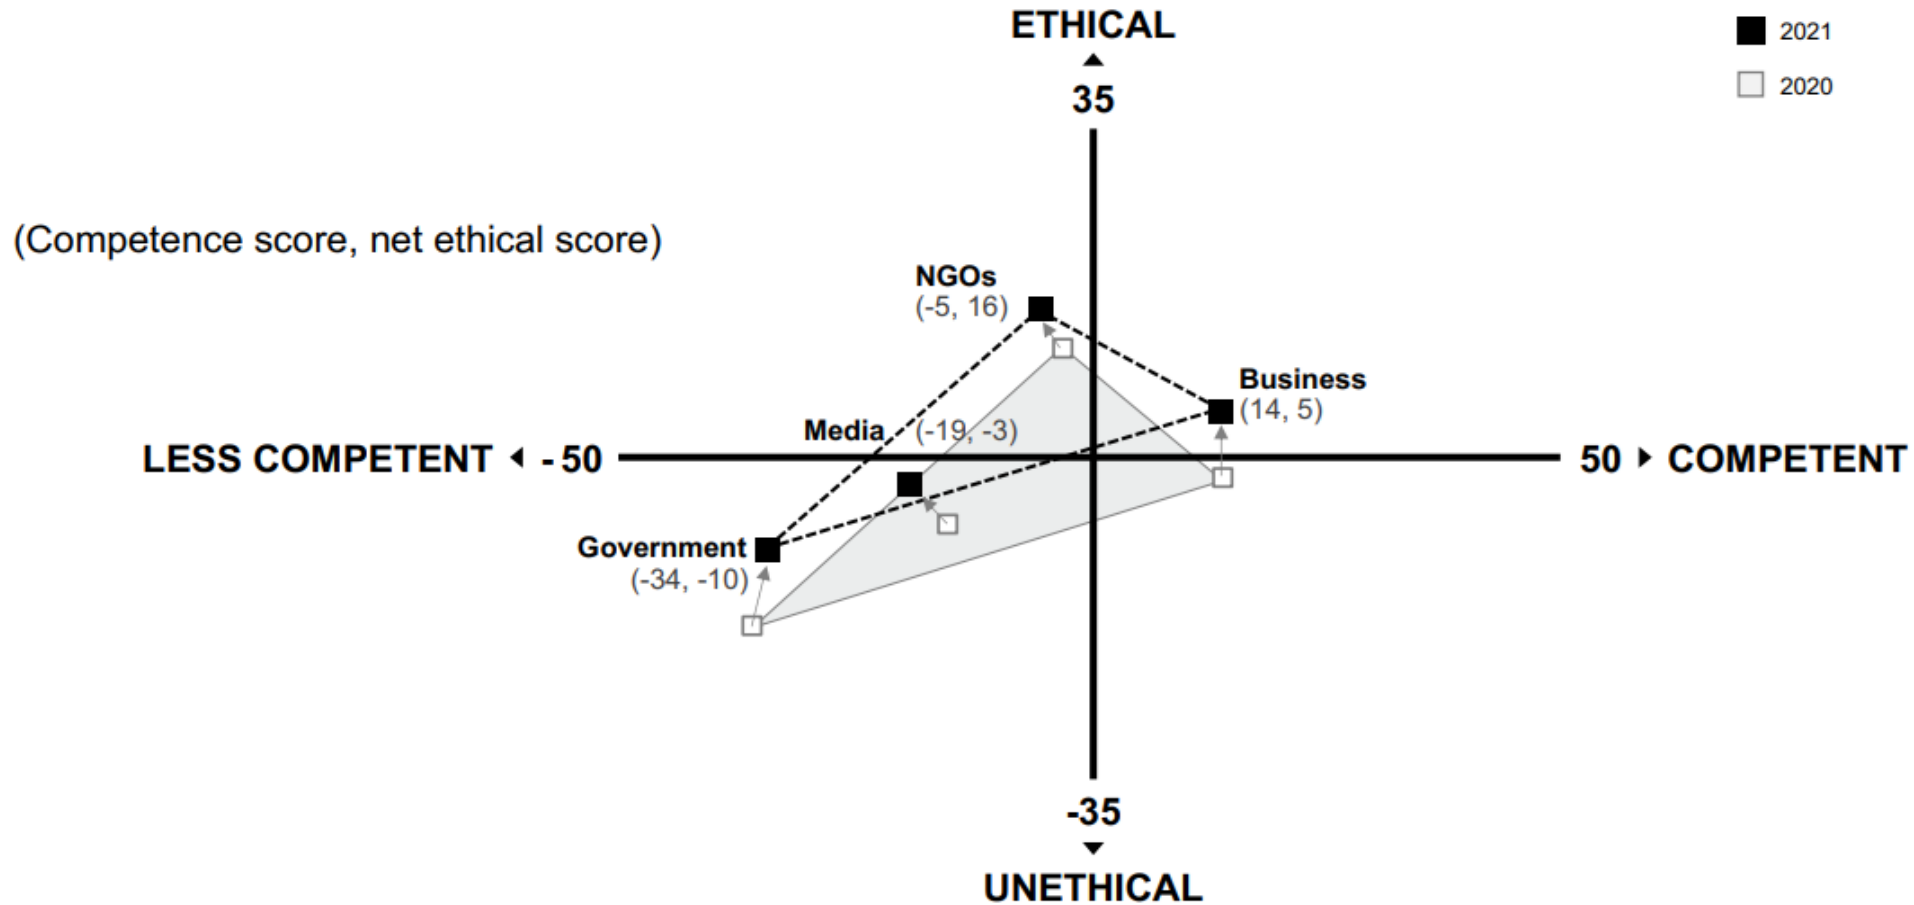 ETHICAL
35
2021
2020
(Competence score, net ethical score)
NGOs
(-5, 16)
Business
(14, 5)
Media (-19, -3)
LESS COMPETENT -50
50 COMPETENT
Government
(-34, -10)
-35
UNETHICAL